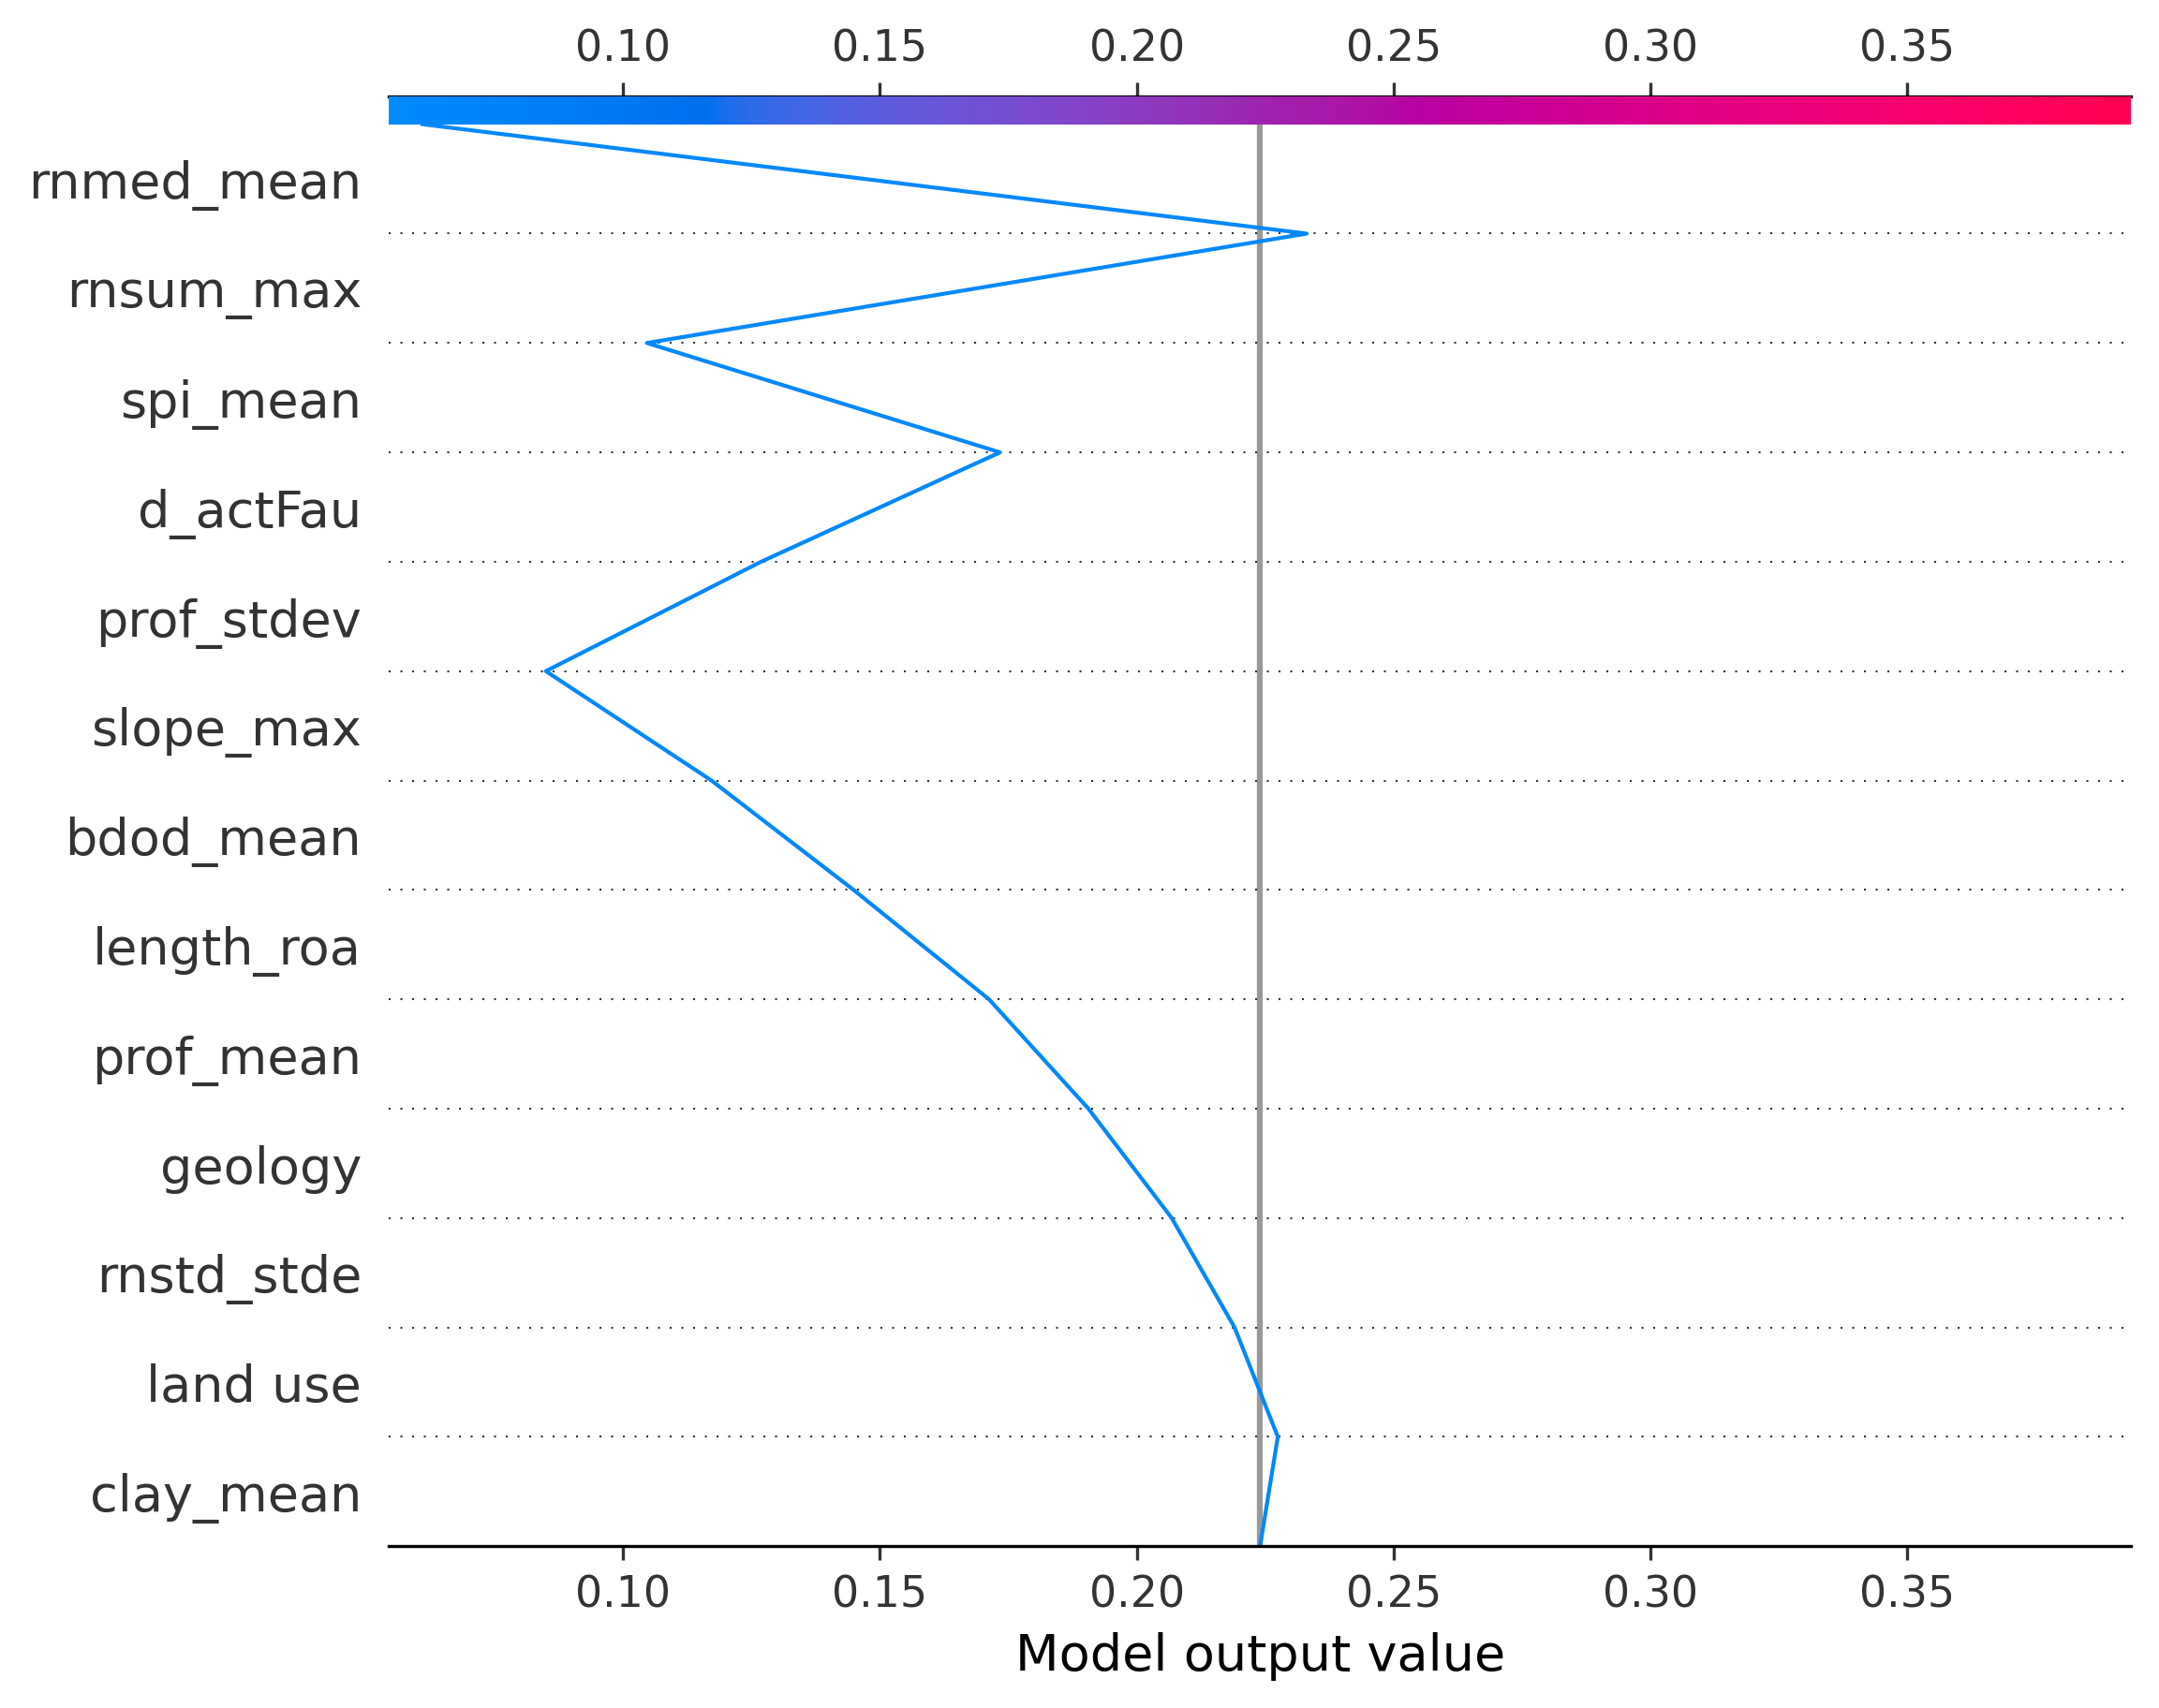 0.10 0.15 0.20 0.25 0.30 0.35
rnmed_mean
rnsum_max
spi_mean
d_actFau
prof_stdev
slope_max
bdod_mean
length_roa
prof_mean
geology
rnstd_stde
land use
clay_mean
0.10 0.15 0.20 0.25 0.30 0.35
Model output value